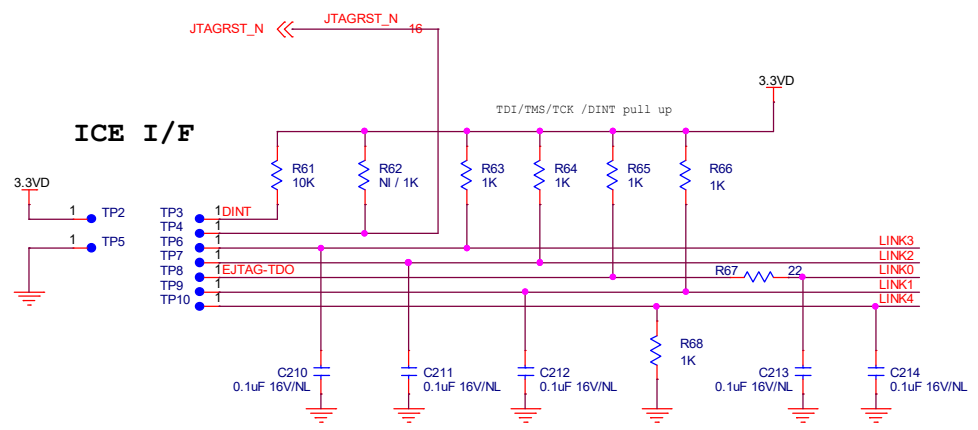 JTAGRST_N
JTAGRST_N
16
3.3VD
TDI/TMS/TCK /DINT pull up
ICE I/F
R61
10K
R62
NI / 1K
R63
1K
R64
1K
R65
1K
R66
1K
3.3VD
1
TP2
TP3
1
DINT
TP4
1
1
TP5
TP6
1
LINK3
TP7
1
LINK2
TP8
1
EJTAG-TDO
R67
22
LINK0
TP9
1
LINK1
TP10
1
LINK4
R68
1K
C210
0.1uF 16V/NL
C211
0.1uF 16V/NL
C212
0.1uF 16V/NL
C213
0.1uF 16V/NL
C214
0.1uF 16V/NL